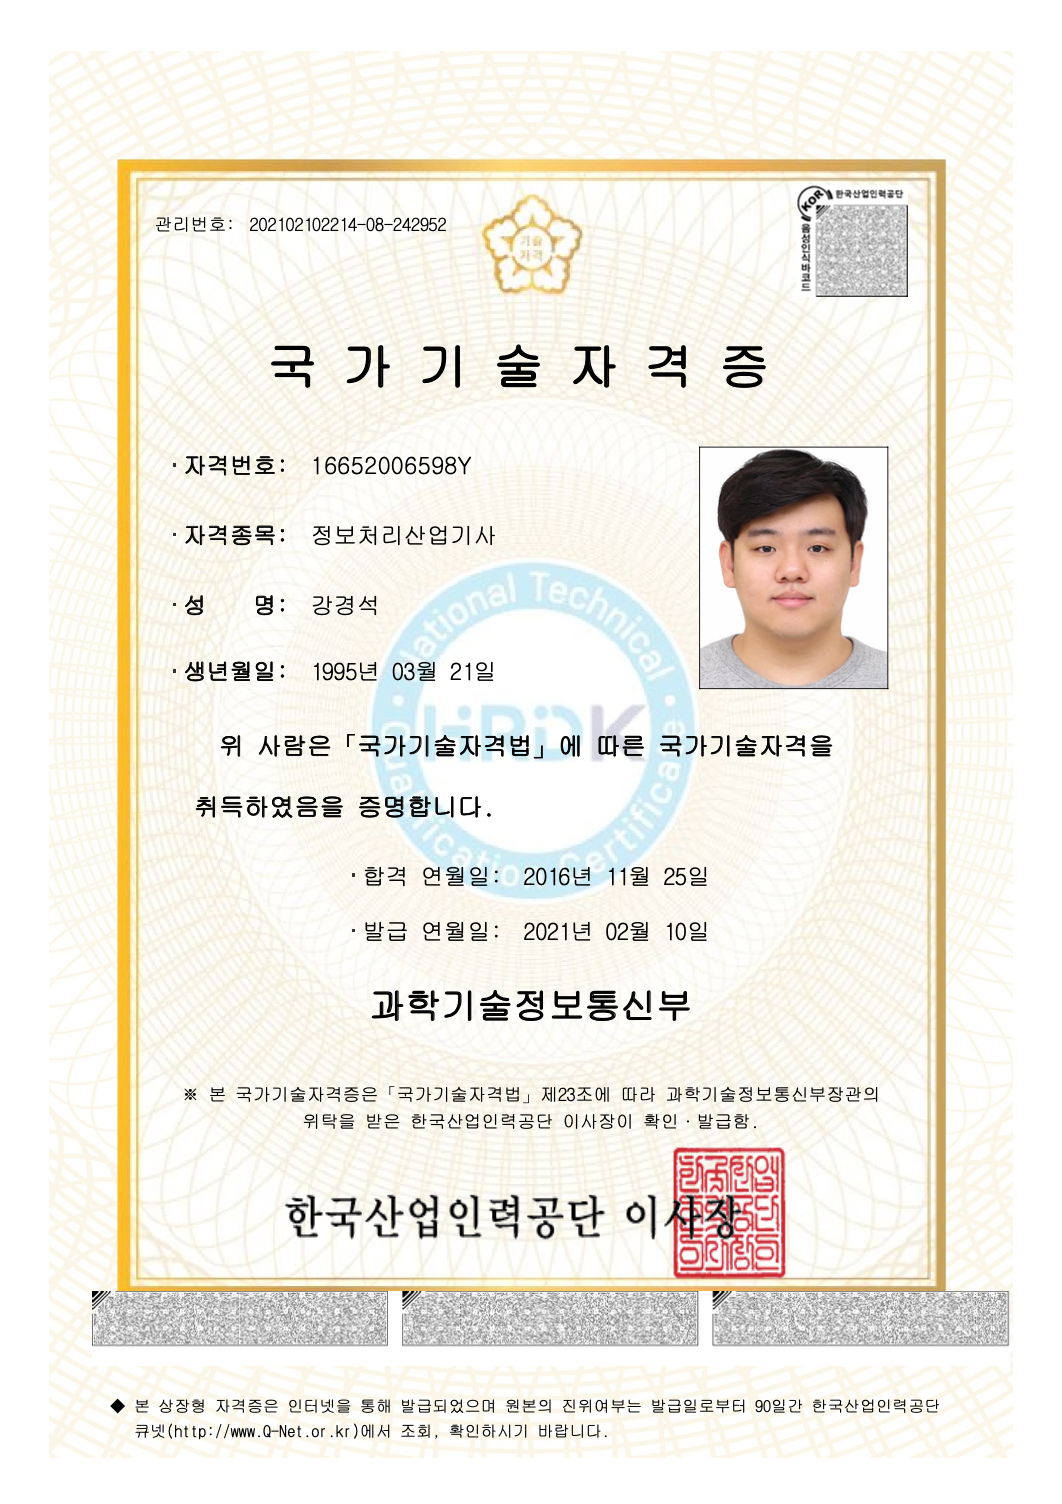 관리번호: 202102102214-08-242952
기술
자격
KOR 한국산업인력공단
음성인식바코드
국가기술자격증
·자격번호: 16652006598Y
·자격종목: 정보처리산업기사
·성 명: 강경석
·생년월일: 1995년 03월 21일
National Technical Qualification Certificate
HRDK
위 사람은「국가기술자격법」에 따른 국가기술자격을
취득하였음을 증명합니다.
·합격 연월일: 2016년 11월 25일
·발급 연월일: 2021년 02월 10일
과학기술정보통신부
※ 본 국가기술자격증은「국가기술자격법」제23조에 따라 과학기술정보통신부장관의
위탁을 받은 한국산업인력공단 이사장이 확인·발급함.
한국산업인력공단 이사장
◆ 본 상장형 자격증은 인터넷을 통해 발급되었으며 원본의 진위여부는 발급일로부터 90일간 한국산업인력공단
큐넷(http://www.Q-Net.or.kr)에서 조회, 확인하시기 바랍니다.